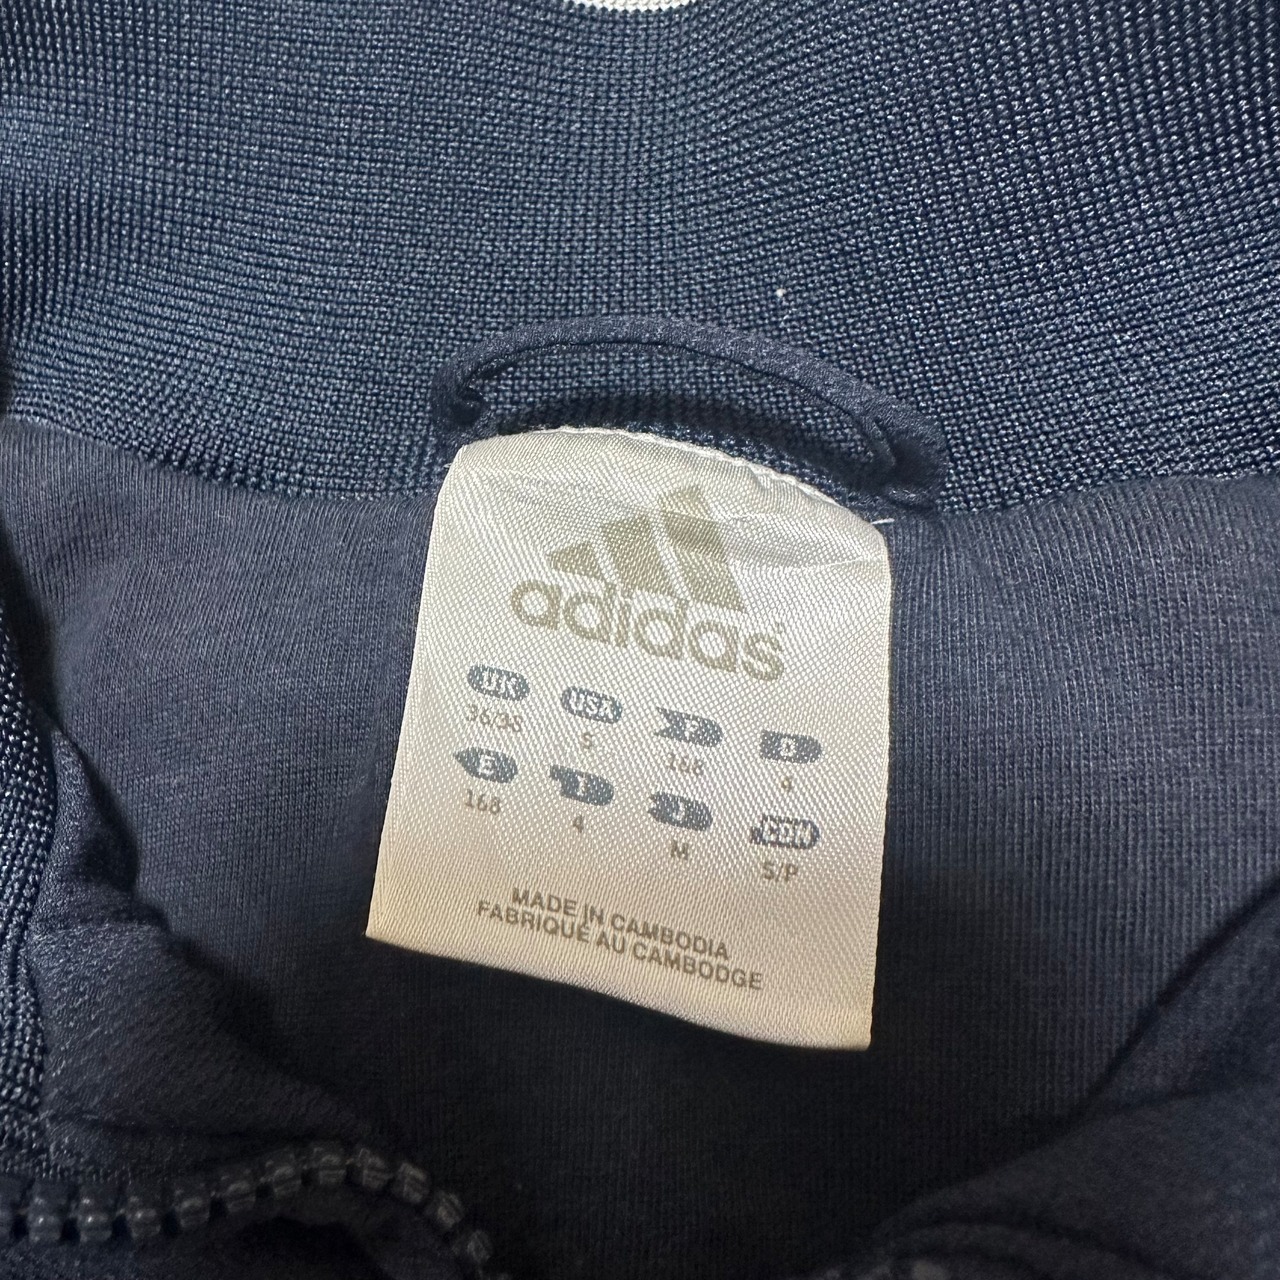 adidas
UK USA F D
36/38 S 168 4
E I J CDN
168 4 M S/P
MADE IN CAMBODIA
FABRIQUÉ AU CAMBODGE